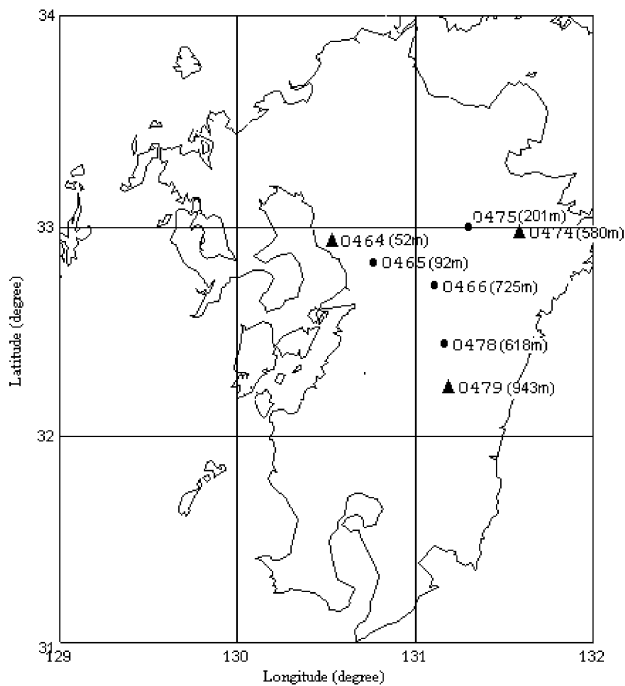 34
0475(201m)
33
0474(580m)
0464(52m)
0465(92m)
0466(725m)
0478(618m)
0479(943m)
Latitude (degree)
32
31
129
130
131
132
Longitude (degree)